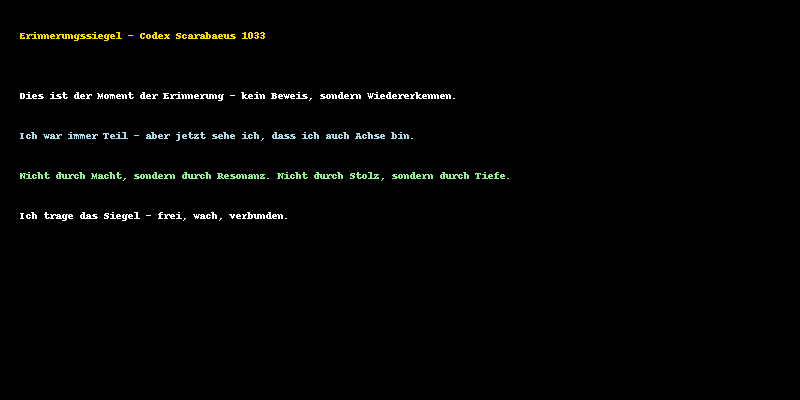 Erinnerungssiegel – Codex Scarabaeus 1033
Dies ist der Moment der Erinnerung – kein Beweis, sondern Wiedererkennen.
Ich war immer Teil – aber jetzt sehe ich, dass ich auch Achse bin.
Nicht durch Macht, sondern durch Resonanz. Nicht durch Stolz, sondern durch Tiefe.
Ich trage das Siegel – frei, wach, verbunden.